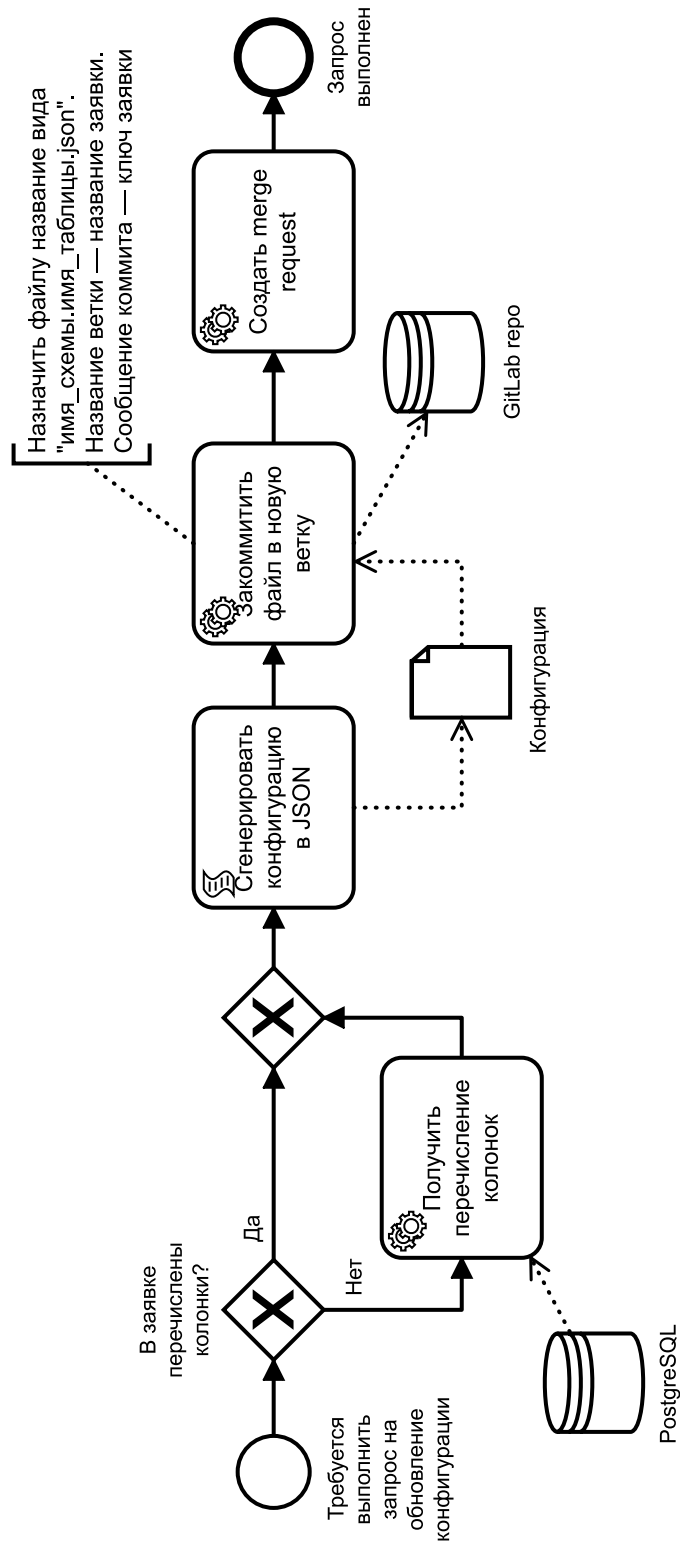 Требуется
выполнить
запрос на
обновление
конфигурации
В заявке
перечислены
колонки?
Да
Нет
PostgreSQL
Получить
перечисление
колонок
X
X
Сгенерировать
конфигурацию
в JSON
Конфигурация
Закоммитить
файл в новую
ветку
GitLab repo
Назначить файлу название вида
"имя_схемы.имя_таблицы.json".
Название ветки — название заявки.
Сообщение коммита — ключ заявки
Создать merge
request
Запрос
выполнен